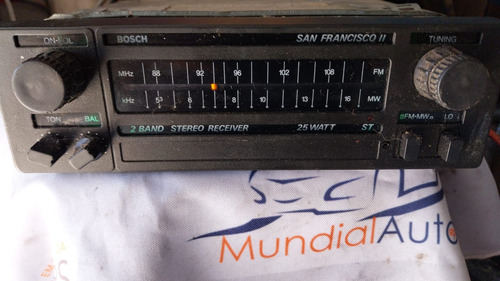 ON-VOL BOSCH SAN FRANCISCO II TUNING
MHz 88 92 96 102 108 FM
kHz 53 6 8 10 13 16 MW
TON BAL 2 BAND STEREO RECEIVER 25 WATT ST FM-MW LO
MundialAuto